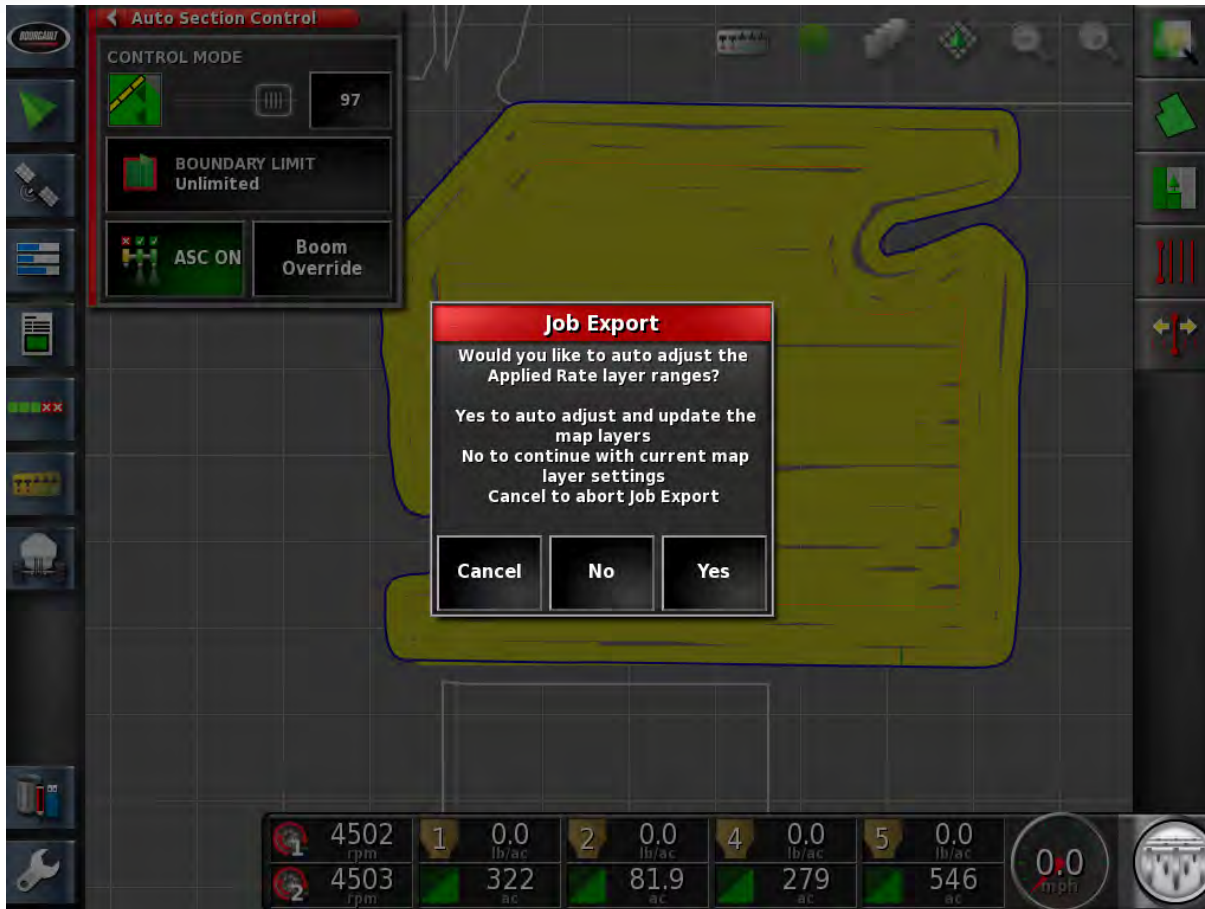 BOURGAULT
Auto Section Control
CONTROL MODE
97
BOUNDARY LIMIT
Unlimited
ASC ON
Boom
Override
Job Export
Would you like to auto adjust the
Applied Rate layer ranges?
Yes to auto adjust and update the
map layers
No to continue with current map
layer settings
Cancel to abort Job Export
Cancel
No
Yes
1 4502 rpm
1 0.0 lb/ac
2 0.0 lb/ac
4 0.0 lb/ac
5 0.0 lb/ac
2 4503 rpm
322 ac
81.9 ac
279 ac
546 ac
0.0
mph